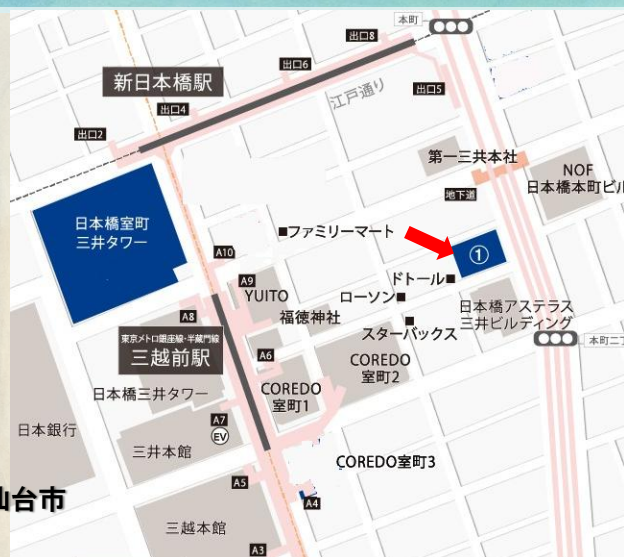 本町
出口8
出口6
新日本橋駅
江戸通り
出口5
出口4
出口2
第一三共本社
NOF
日本橋本町ビル
地下道
日本橋室町
三井タワー
ファミリーマート
①
A10
ドトール
A9
YUITO
ローソン
福徳神社
日本橋アステラス
三井ビルディング
A8
スターバックス
東京メトロ銀座線・半蔵門線
三越前駅
本町二丁
A6
COREDO
室町2
日本橋三井タワー
COREDO
室町1
A7
EV
日本銀行
三井本館
COREDO室町3
A5
仙台市
A4
三越本館
A3